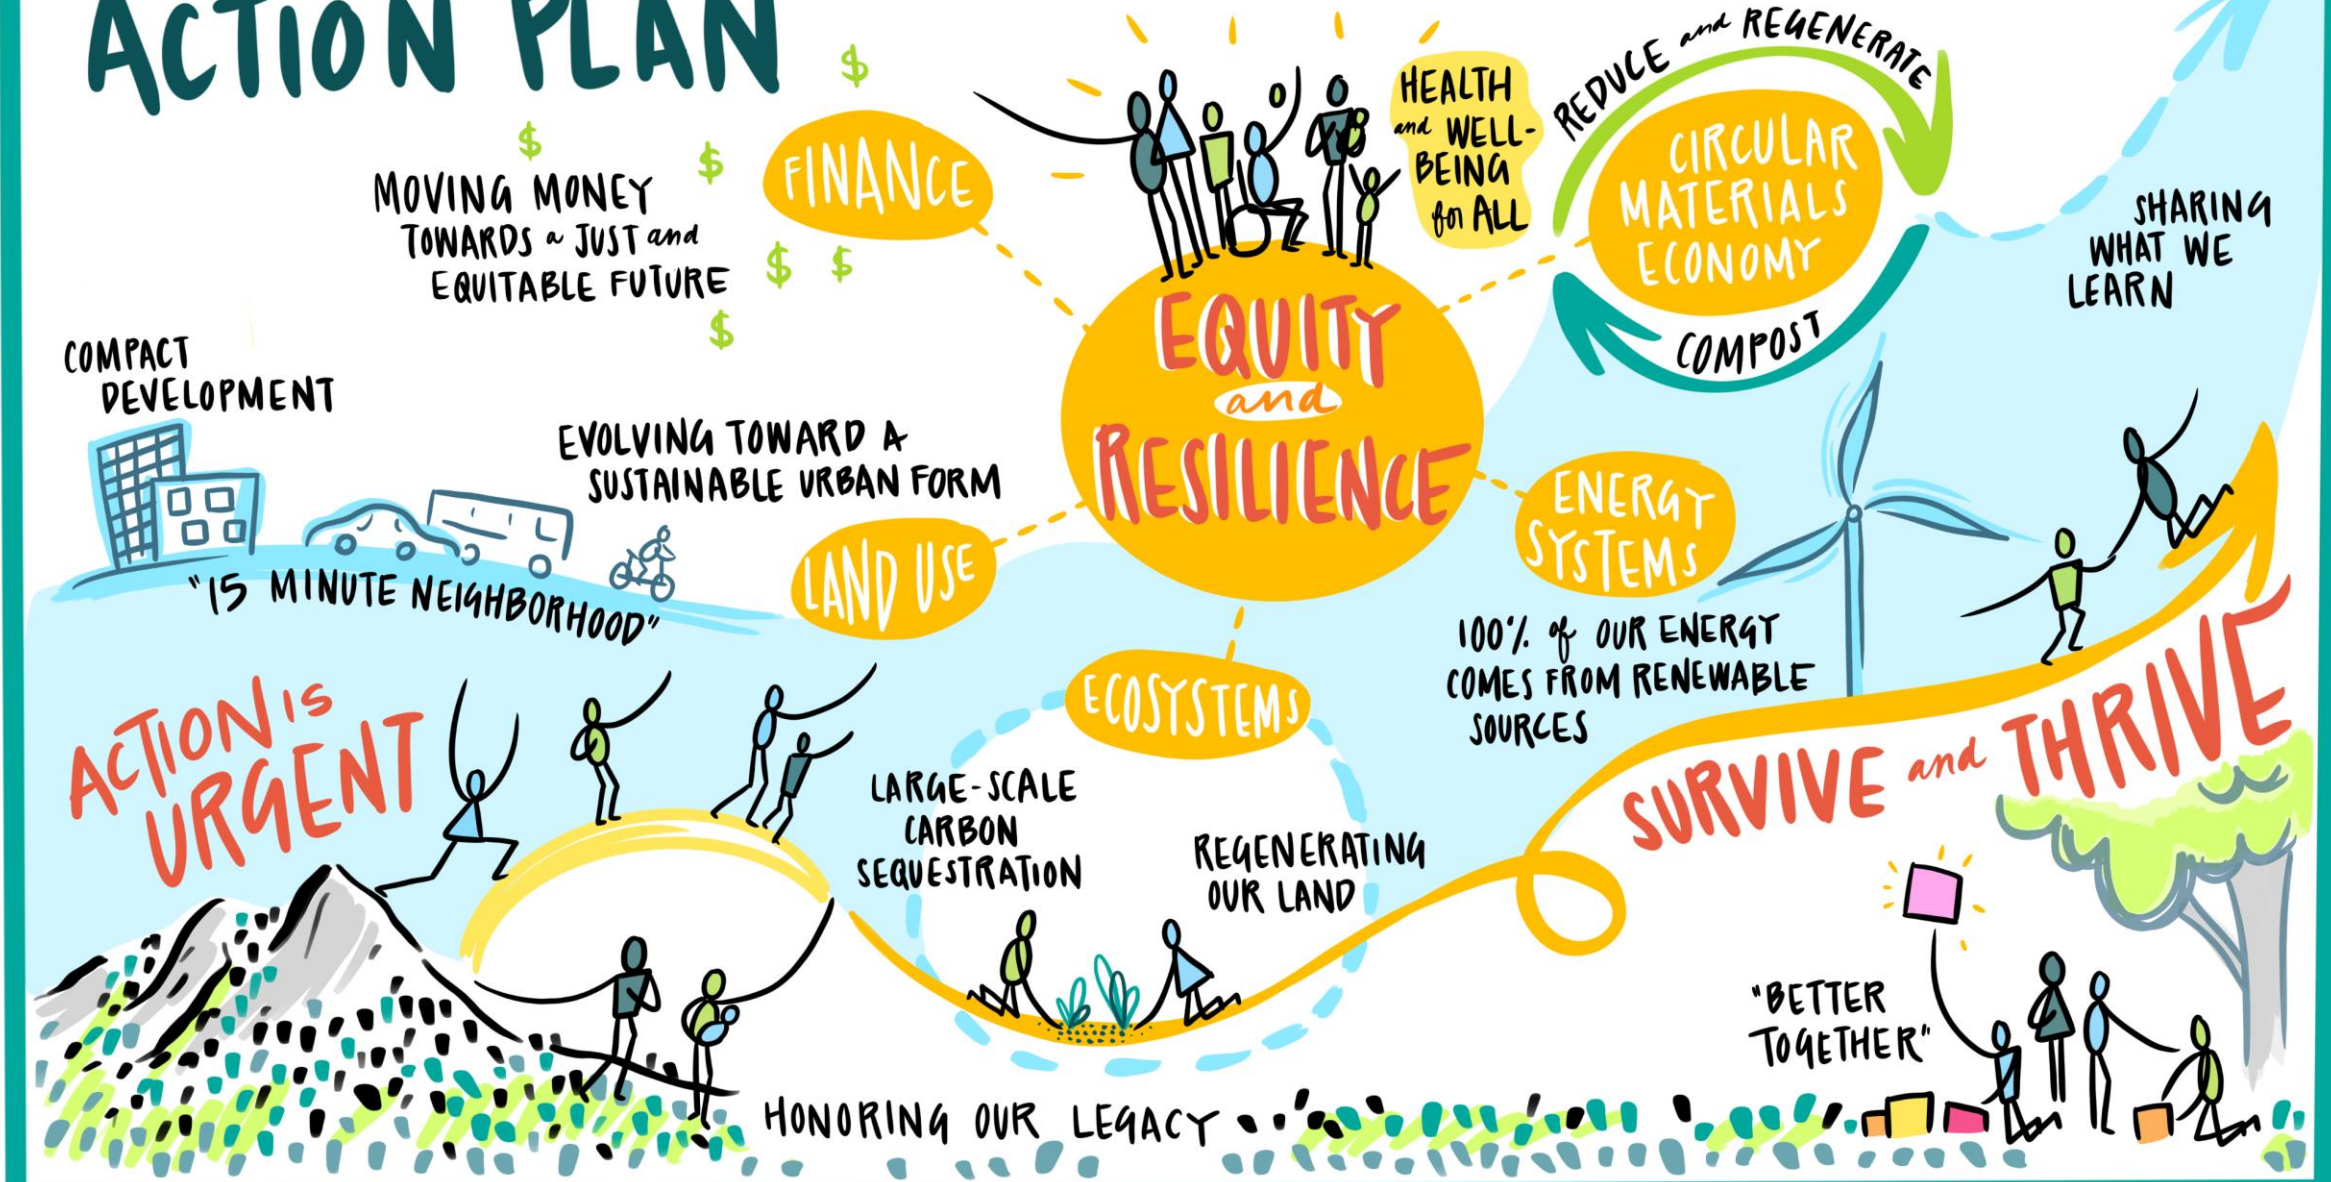 ACTION PLAN
FINANCE
MOVING MONEY
TOWARDS a JUST and
EQUITABLE FUTURE
$
$
$
$
$
$
HEALTH
and WELL-
BEING
for ALL
REDUCE and REGENERATE
CIRCULAR
MATERIALS
ECONOMY
COMPOST
SHARING
WHAT WE
LEARN
EQUITY
and
RESILIENCE
COMPACT
DEVELOPMENT
EVOLVING TOWARD A
SUSTAINABLE URBAN FORM
LAND USE
"15 MINUTE NEIGHBORHOOD"
ENERGY
SYSTEMS
100% of OUR ENERGY
COMES FROM RENEWABLE
SOURCES
ACTION IS
URGENT
ECOSYSTEMS
LARGE-SCALE
CARBON
SEQUESTRATION
REGENERATING
OUR LAND
SURVIVE and THRIVE
"BETTER
TOGETHER"
HONORING OUR LEGACY